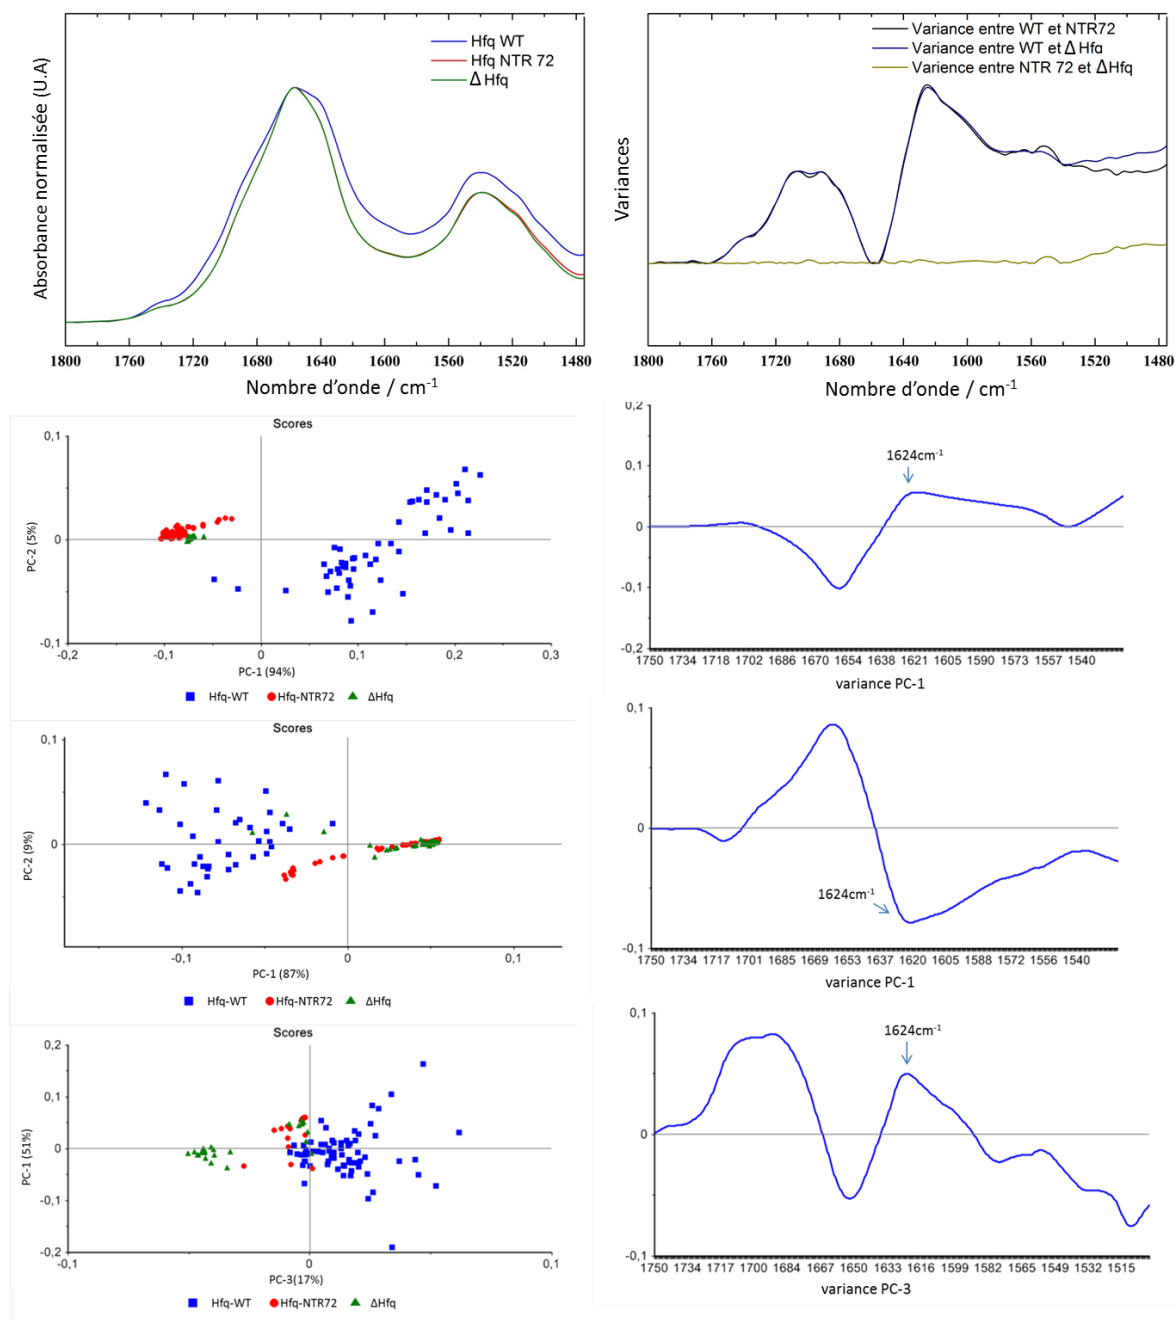 Absorbance normalisée (U.A)
Hfq WT
Hfq NTR 72
Δ Hfq
1800 1760 1720 1680 1640 1600 1560 1520 1480
Nombre d’onde / cm-1
Variances
Variance entre WT et NTR72
Variance entre WT et Δ Hfq
Varience entre NTR 72 et ΔHfq
1800 1760 1720 1680 1640 1600 1560 1520 1480
Nombre d’onde / cm-1
Scores
PC-2 (5%)
0,1
0
-0,1
-0,2 -0,1 0 0,1 0,2 0,3
PC-1 (94%)
Hfq-WT Hfq-NTR72 ΔHfq
0,2
0,1
0
-0,1
-0,2
1624cm-1
1750 1734 1718 1702 1686 1670 1654 1638 1621 1605 1590 1573 1557 1540
variance PC-1
Scores
PC-2 (9%)
0,1
0
-0,1 0 0,1
PC-1 (87%)
Hfq-WT Hfq-NTR72 ΔHfq
0,1
0
-0,1
1624cm-1
1750 1734 1717 1701 1685 1669 1653 1637 1620 1605 1588 1572 1556 1540
variance PC-1
Scores
PC-1 (51%)
0,2
0,1
0
-0,1
-0,2
-0,1 0 0,1
PC-3(17%)
Hfq-WT Hfq-NTR72 ΔHfq
0,1
0
-0,1
1624cm-1
1750 1734 1717 1700 1684 1667 1650 1632 1616 1599 1582 1565 1549 1532 1515
variance PC-3